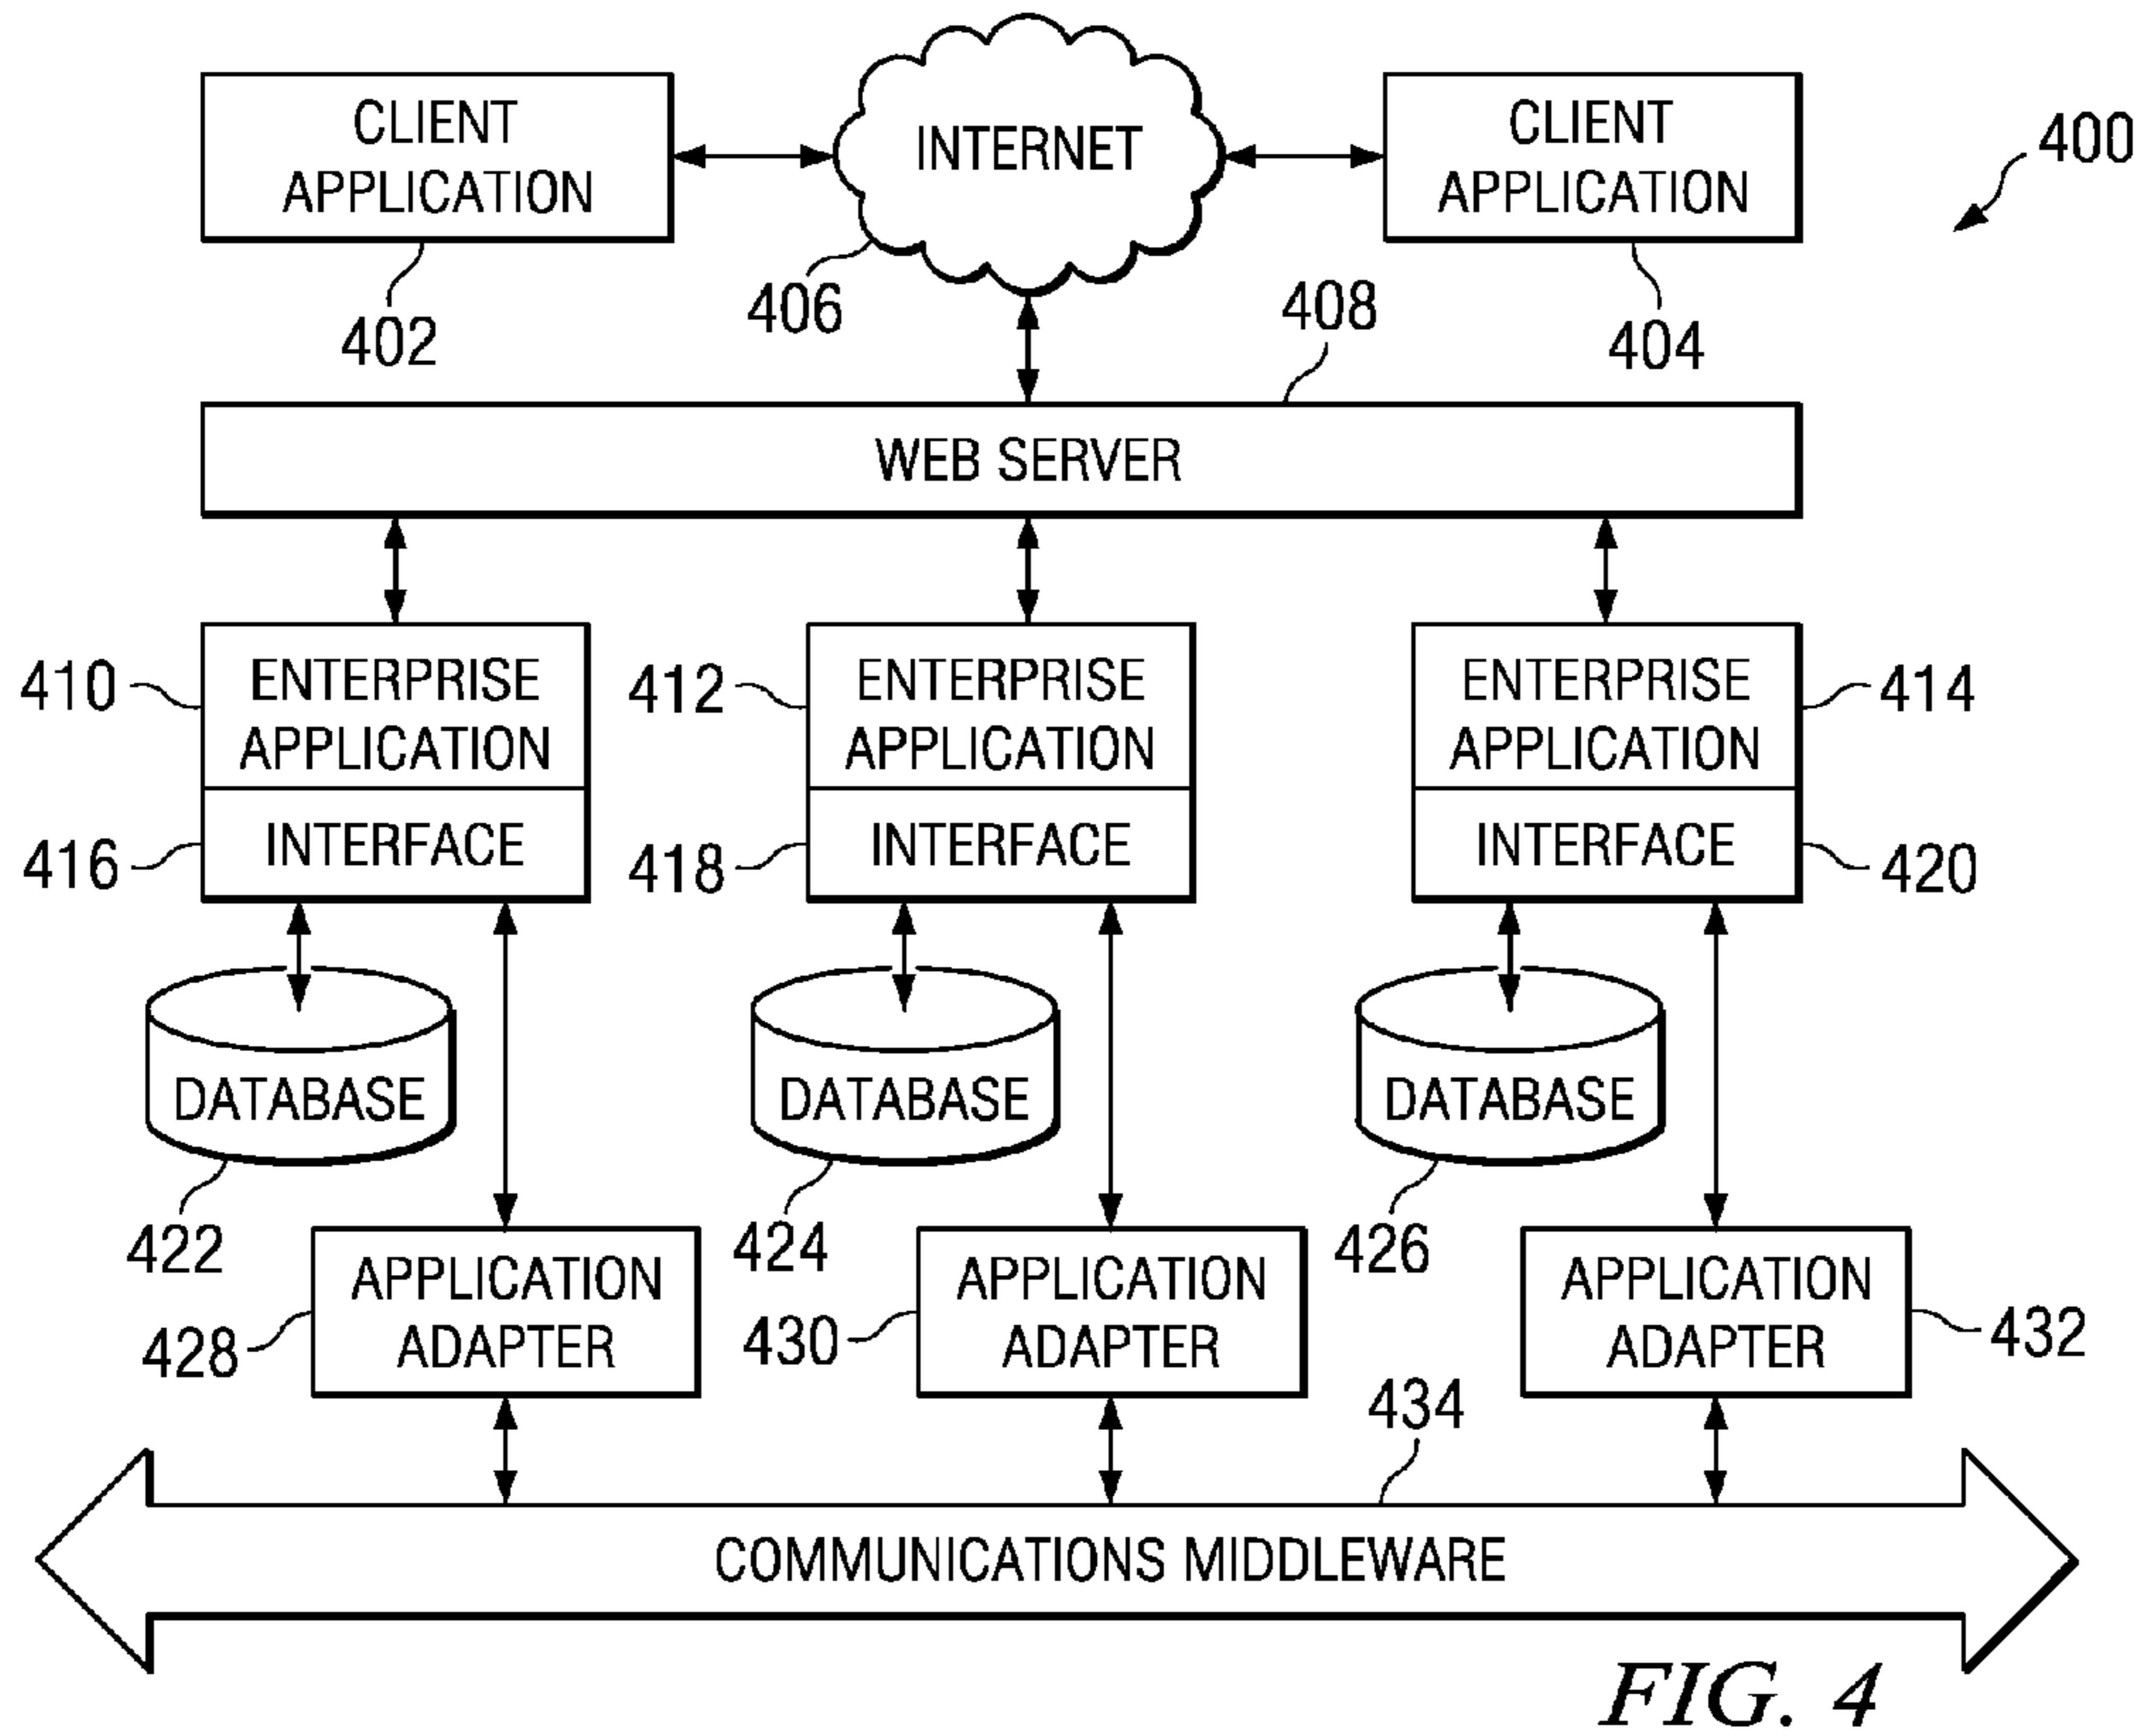 CLIENT
APPLICATION
INTERNET
CLIENT
APPLICATION
400
402
406
408
404
WEB SERVER
410
ENTERPRISE
APPLICATION
412
ENTERPRISE
APPLICATION
ENTERPRISE
APPLICATION
414
416
INTERFACE
418
INTERFACE
INTERFACE
420
DATABASE
DATABASE
DATABASE
422
424
426
428
APPLICATION
ADAPTER
430
APPLICATION
ADAPTER
APPLICATION
ADAPTER
432
434
COMMUNICATIONS MIDDLEWARE
FIG. 4